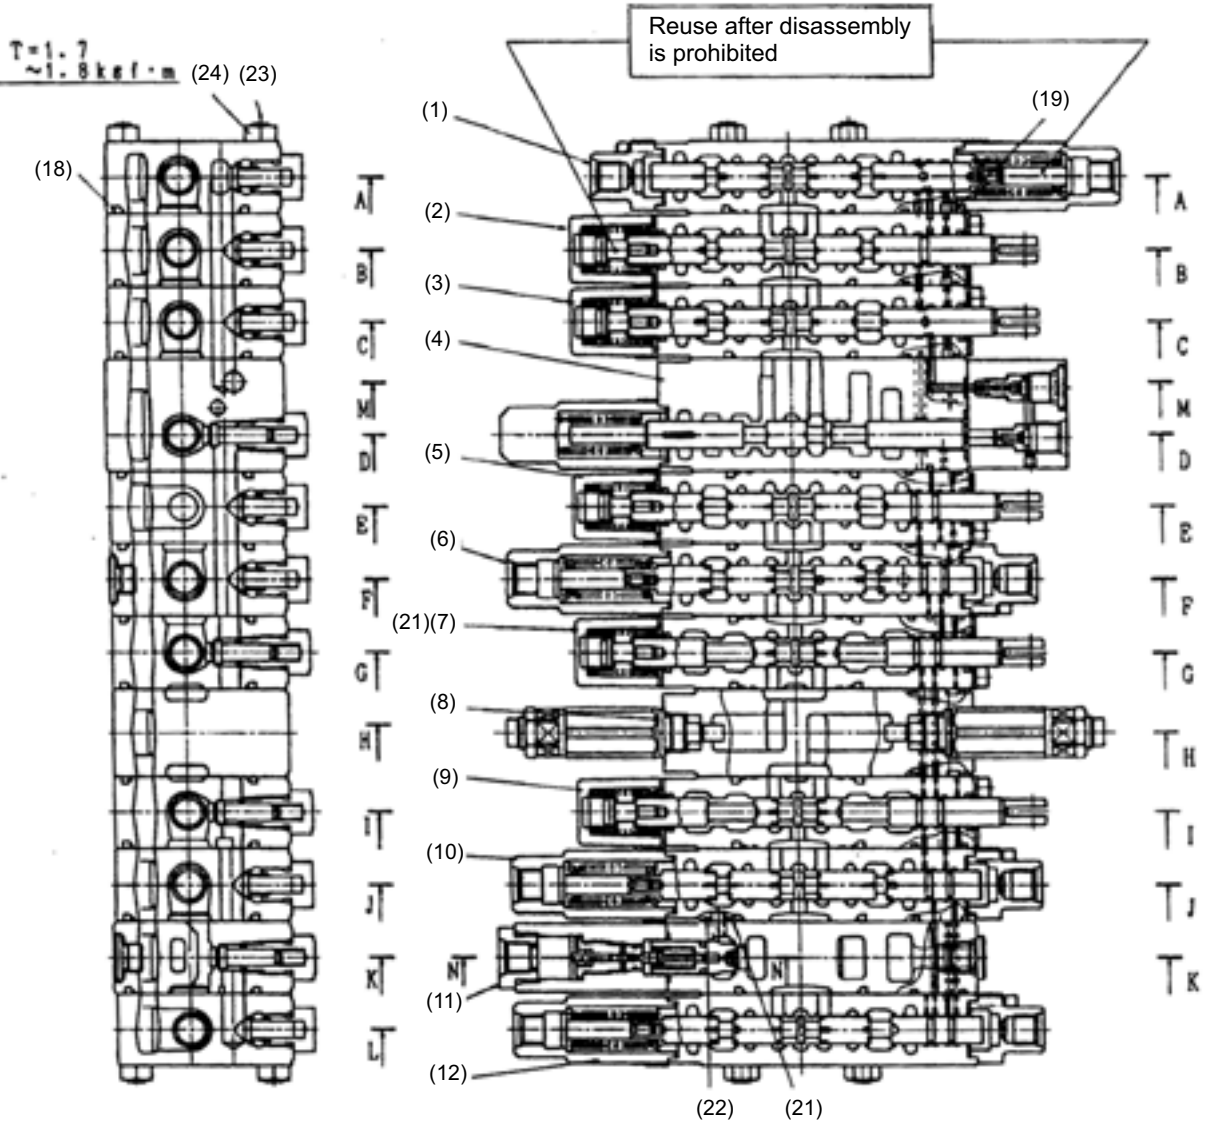 Reuse after disassembly
is prohibited
T=1.7
~1.8kgf·m
(24) (23)
(1)
(19)
(18)
A
A
(2)
B
B
(3)
C
C
(4)
M
M
D
D
(5)
E
E
(6)
F
F
(21)(7)
G
G
(8)
H
H
(9)
I
I
(10)
J
J
K
N
N
K
(11)
L
(12)
(22)
(21)